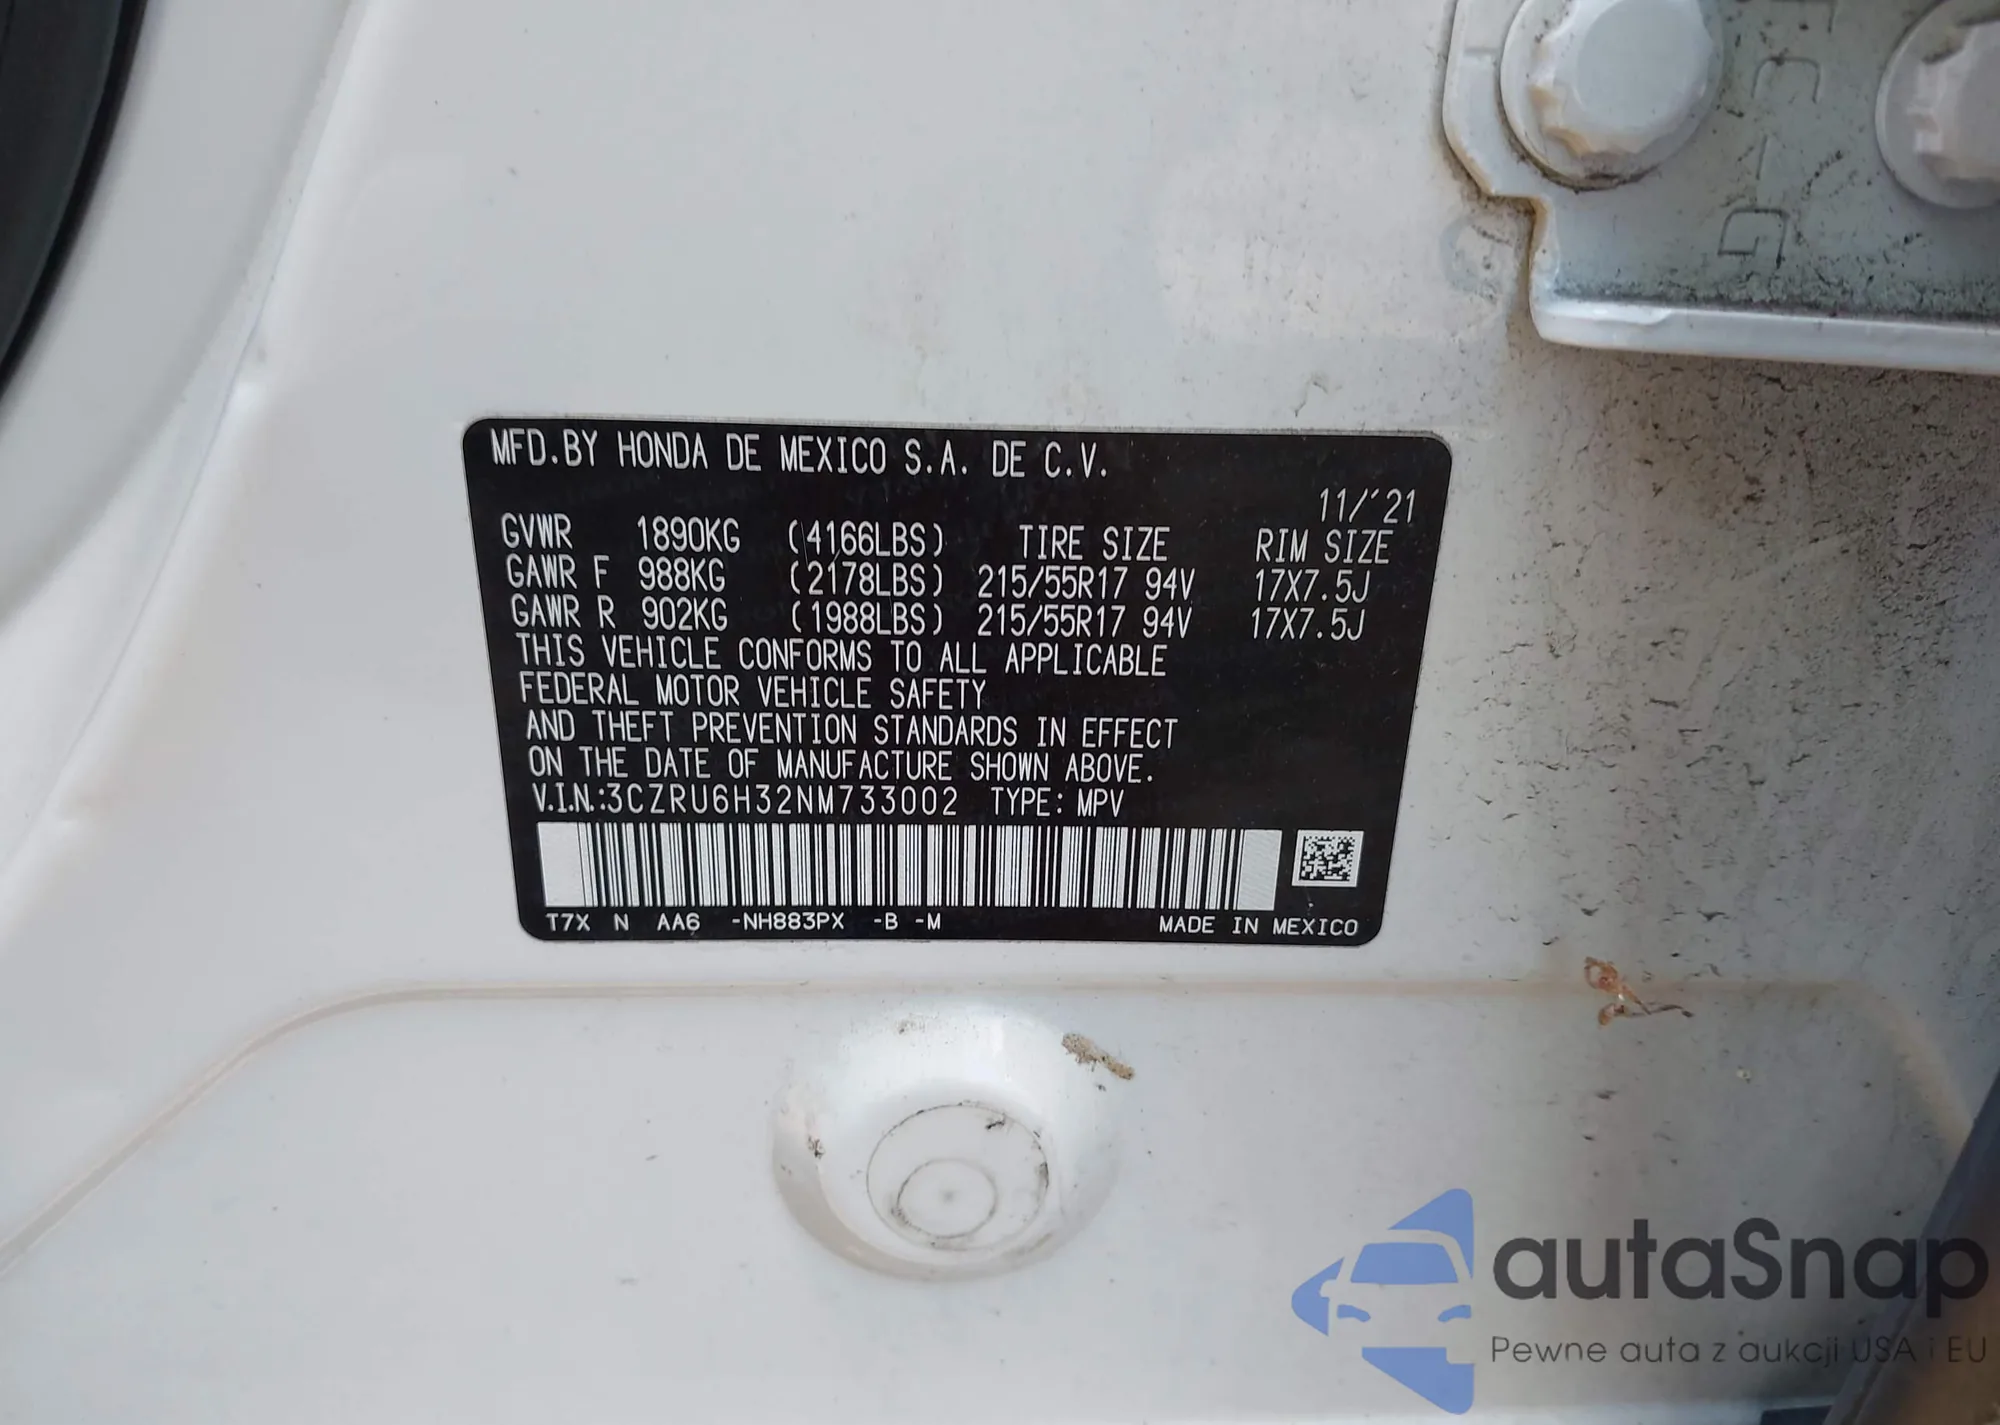 MFD.BY HONDA DE MEXICO S.A. DE C.V.
11/'21
GVWR 1890KG (4166LBS) TIRE SIZE RIM SIZE
GAWR F 988KG (2178LBS) 215/55R17 94V 17X7.5J
GAWR R 902KG (1988LBS) 215/55R17 94V 17X7.5J
THIS VEHICLE CONFORMS TO ALL APPLICABLE
FEDERAL MOTOR VEHICLE SAFETY
AND THEFT PREVENTION STANDARDS IN EFFECT
ON THE DATE OF MANUFACTURE SHOWN ABOVE.
V.I.N.:3CZRU6H32NM733002 TYPE: MPV
T7X N AA6 -NH883PX -B -M MADE IN MEXICO
autaSnap
Pewne auta z aukcji USA i EU